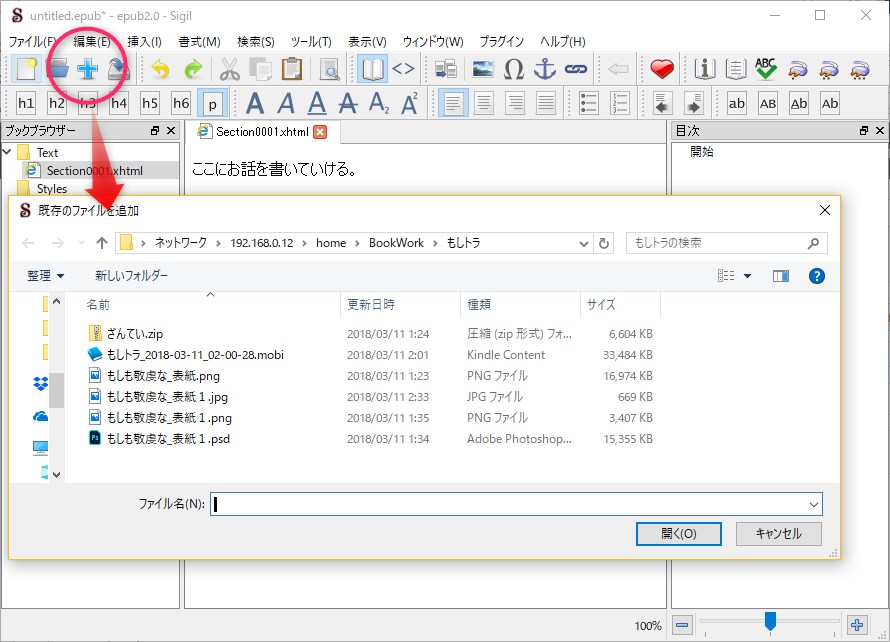 untitled.epub* - epub2.0 - Sigil
ファイル(F) 編集(E) 挿入(I) 書式(M) 検索(S) ツール(T) 表示(V) ウィンドウ(W) プラグイン ヘルプ(H)
ABC
h1 h2 h3 h4 h5 h6 p A A A A A2 A2 ab AB Ab Ab
ブックブラウザー
Section0001.xhtml
目次
Text
Section0001.xhtml
Styles
ここにお話を書いていける。
開始
既存のファイルを追加
ネットワーク > 192.168.0.12 > home > BookWork > もしトラ
もしトラの検索
整理 新しいフォルダー
名前 更新日時 種類 サイズ
ざんてい.zip 2018/03/11 1:24 圧縮 (zip 形式) フォ... 6,604 KB
もしトラ_2018-03-11_02-00-28.mobi 2018/03/11 2:01 Kindle Content 33,484 KB
もしも敬虔な_表紙.png 2018/03/11 1:23 PNG ファイル 16,974 KB
もしも敬虔な_表紙１.jpg 2018/03/11 2:33 JPG ファイル 669 KB
もしも敬虔な_表紙１.png 2018/03/11 1:35 PNG ファイル 3,407 KB
もしも敬虔な_表紙１.psd 2018/03/11 1:34 Adobe Photoshop... 15,355 KB
ファイル名(N):
開く(O) キャンセル
100%